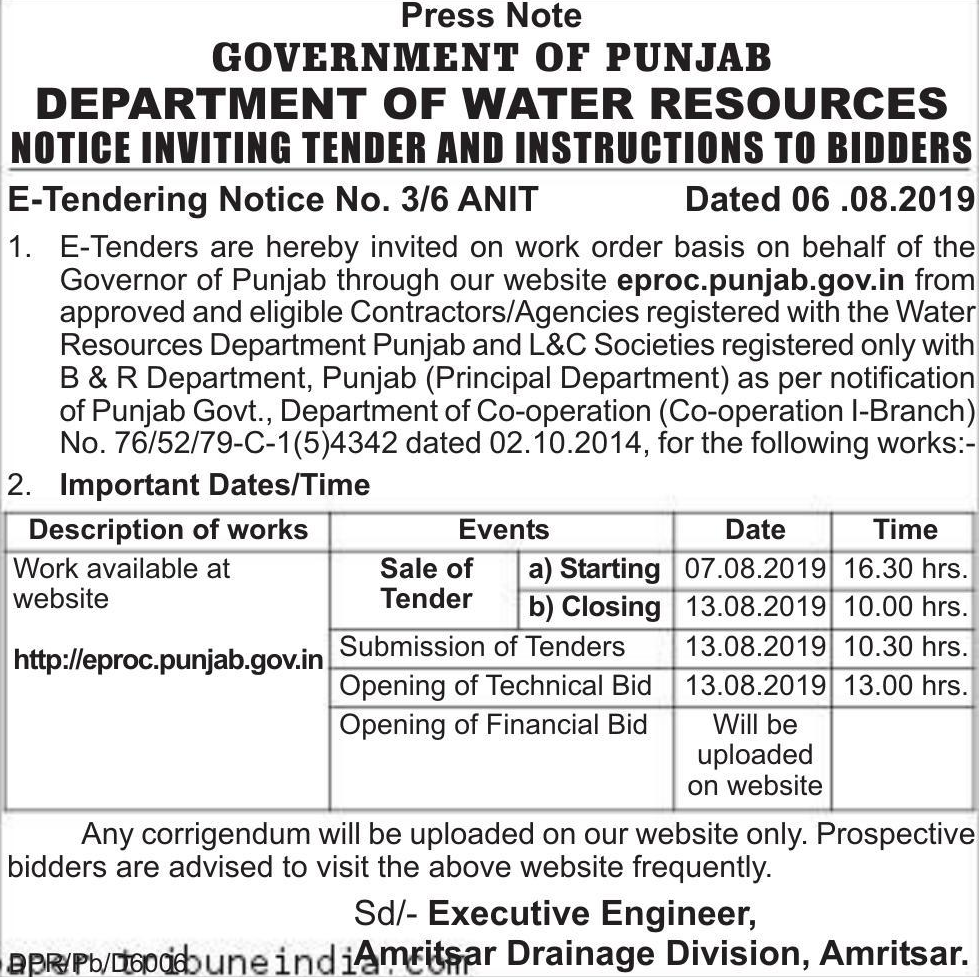 Press Note
GOVERNMENT OF PUNJAB
DEPARTMENT OF WATER RESOURCES
NOTICE INVITING TENDER AND INSTRUCTIONS TO BIDDERS
E-Tendering Notice No. 3/6 ANIT Dated 06 .08.2019
1. E-Tenders are hereby invited on work order basis on behalf of the
Governor of Punjab through our website eproc.punjab.gov.in from
approved and eligible Contractors/Agencies registered with the Water
Resources Department Punjab and L&C Societies registered only with
B & R Department, Punjab (Principal Department) as per notification
of Punjab Govt., Department of Co-operation (Co-operation I-Branch)
No. 76/52/79-C-1(5)4342 dated 02.10.2014, for the following works:-
2. Important Dates/Time
Description of works Events Date Time
Work available at
website
http://eproc.punjab.gov.in
Sale of
Tender
a) Starting 07.08.2019 16.30 hrs.
b) Closing 13.08.2019 10.00 hrs.
Submission of Tenders 13.08.2019 10.30 hrs.
Opening of Technical Bid 13.08.2019 13.00 hrs.
Opening of Financial Bid Will be
uploaded
on website
Any corrigendum will be uploaded on our website only. Prospective
bidders are advised to visit the above website frequently.
Sd/- Executive Engineer,
Amritsar Drainage Division, Amritsar.
DPR/Pb/D6006